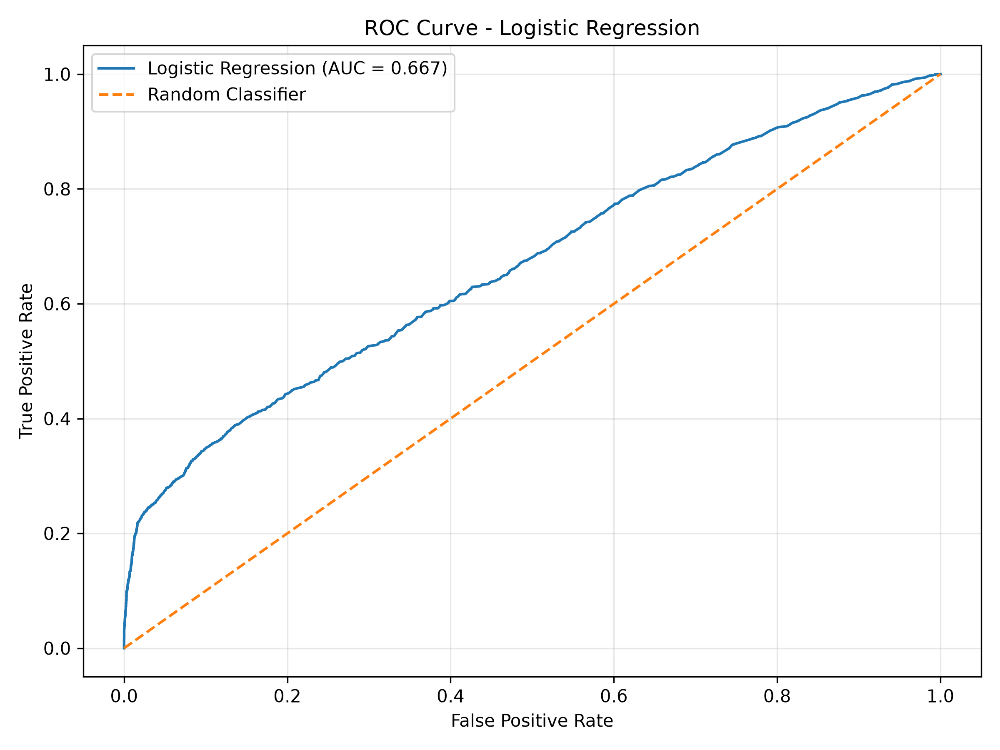 ROC Curve - Logistic Regression
Logistic Regression (AUC = 0.667)
Random Classifier
1.0
0.8
0.6
0.4
0.2
0.0
True Positive Rate
0.0 0.2 0.4 0.6 0.8 1.0
False Positive Rate